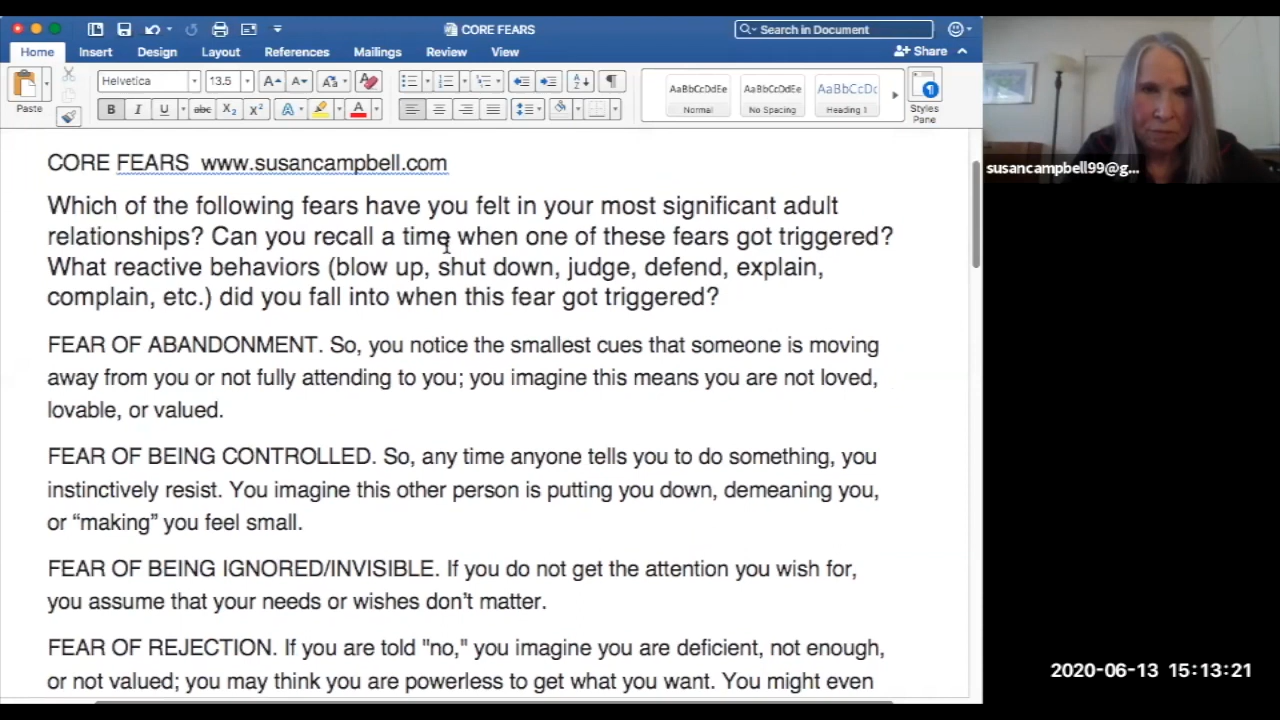 CORE FEARS
Search in Document
Home Insert Design Layout References Mailings Review View
Share
Helvetica 13.5
Paste
AaBbCcDdEe AaBbCcDdEe AaBbCcDc
Normal No Spacing Heading 1
Styles
Pane
CORE FEARS www.susancampbell.com
Which of the following fears have you felt in your most significant adult
relationships? Can you recall a time when one of these fears got triggered?
What reactive behaviors (blow up, shut down, judge, defend, explain,
complain, etc.) did you fall into when this fear got triggered?
FEAR OF ABANDONMENT. So, you notice the smallest cues that someone is moving
away from you or not fully attending to you; you imagine this means you are not loved,
lovable, or valued.
FEAR OF BEING CONTROLLED. So, any time anyone tells you to do something, you
instinctively resist. You imagine this other person is putting you down, demeaning you,
or “making” you feel small.
FEAR OF BEING IGNORED/INVISIBLE. If you do not get the attention you wish for,
you assume that your needs or wishes don’t matter.
FEAR OF REJECTION. If you are told "no," you imagine you are deficient, not enough,
or not valued; you may think you are powerless to get what you want. You might even
susancampbell99@g...
2020-06-13 15:13:21